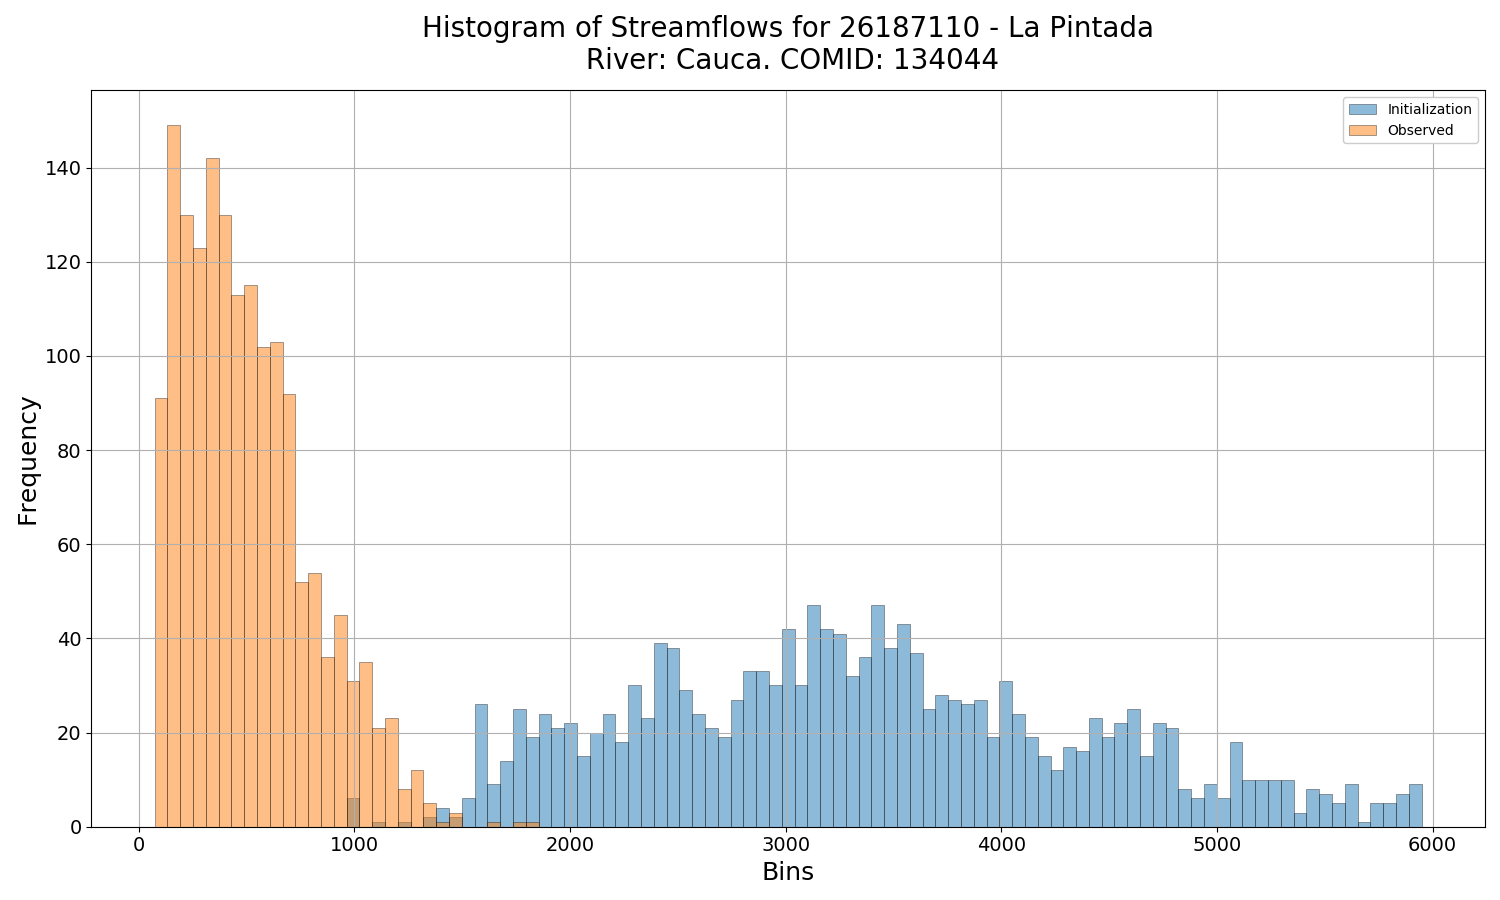 Histogram of Streamflows for 26187110 - La Pintada
River: Cauca. COMID: 134044
Initialization
Observed
Frequency
140
120
100
80
60
40
20
0
0 1000 2000 3000 4000 5000 6000
Bins